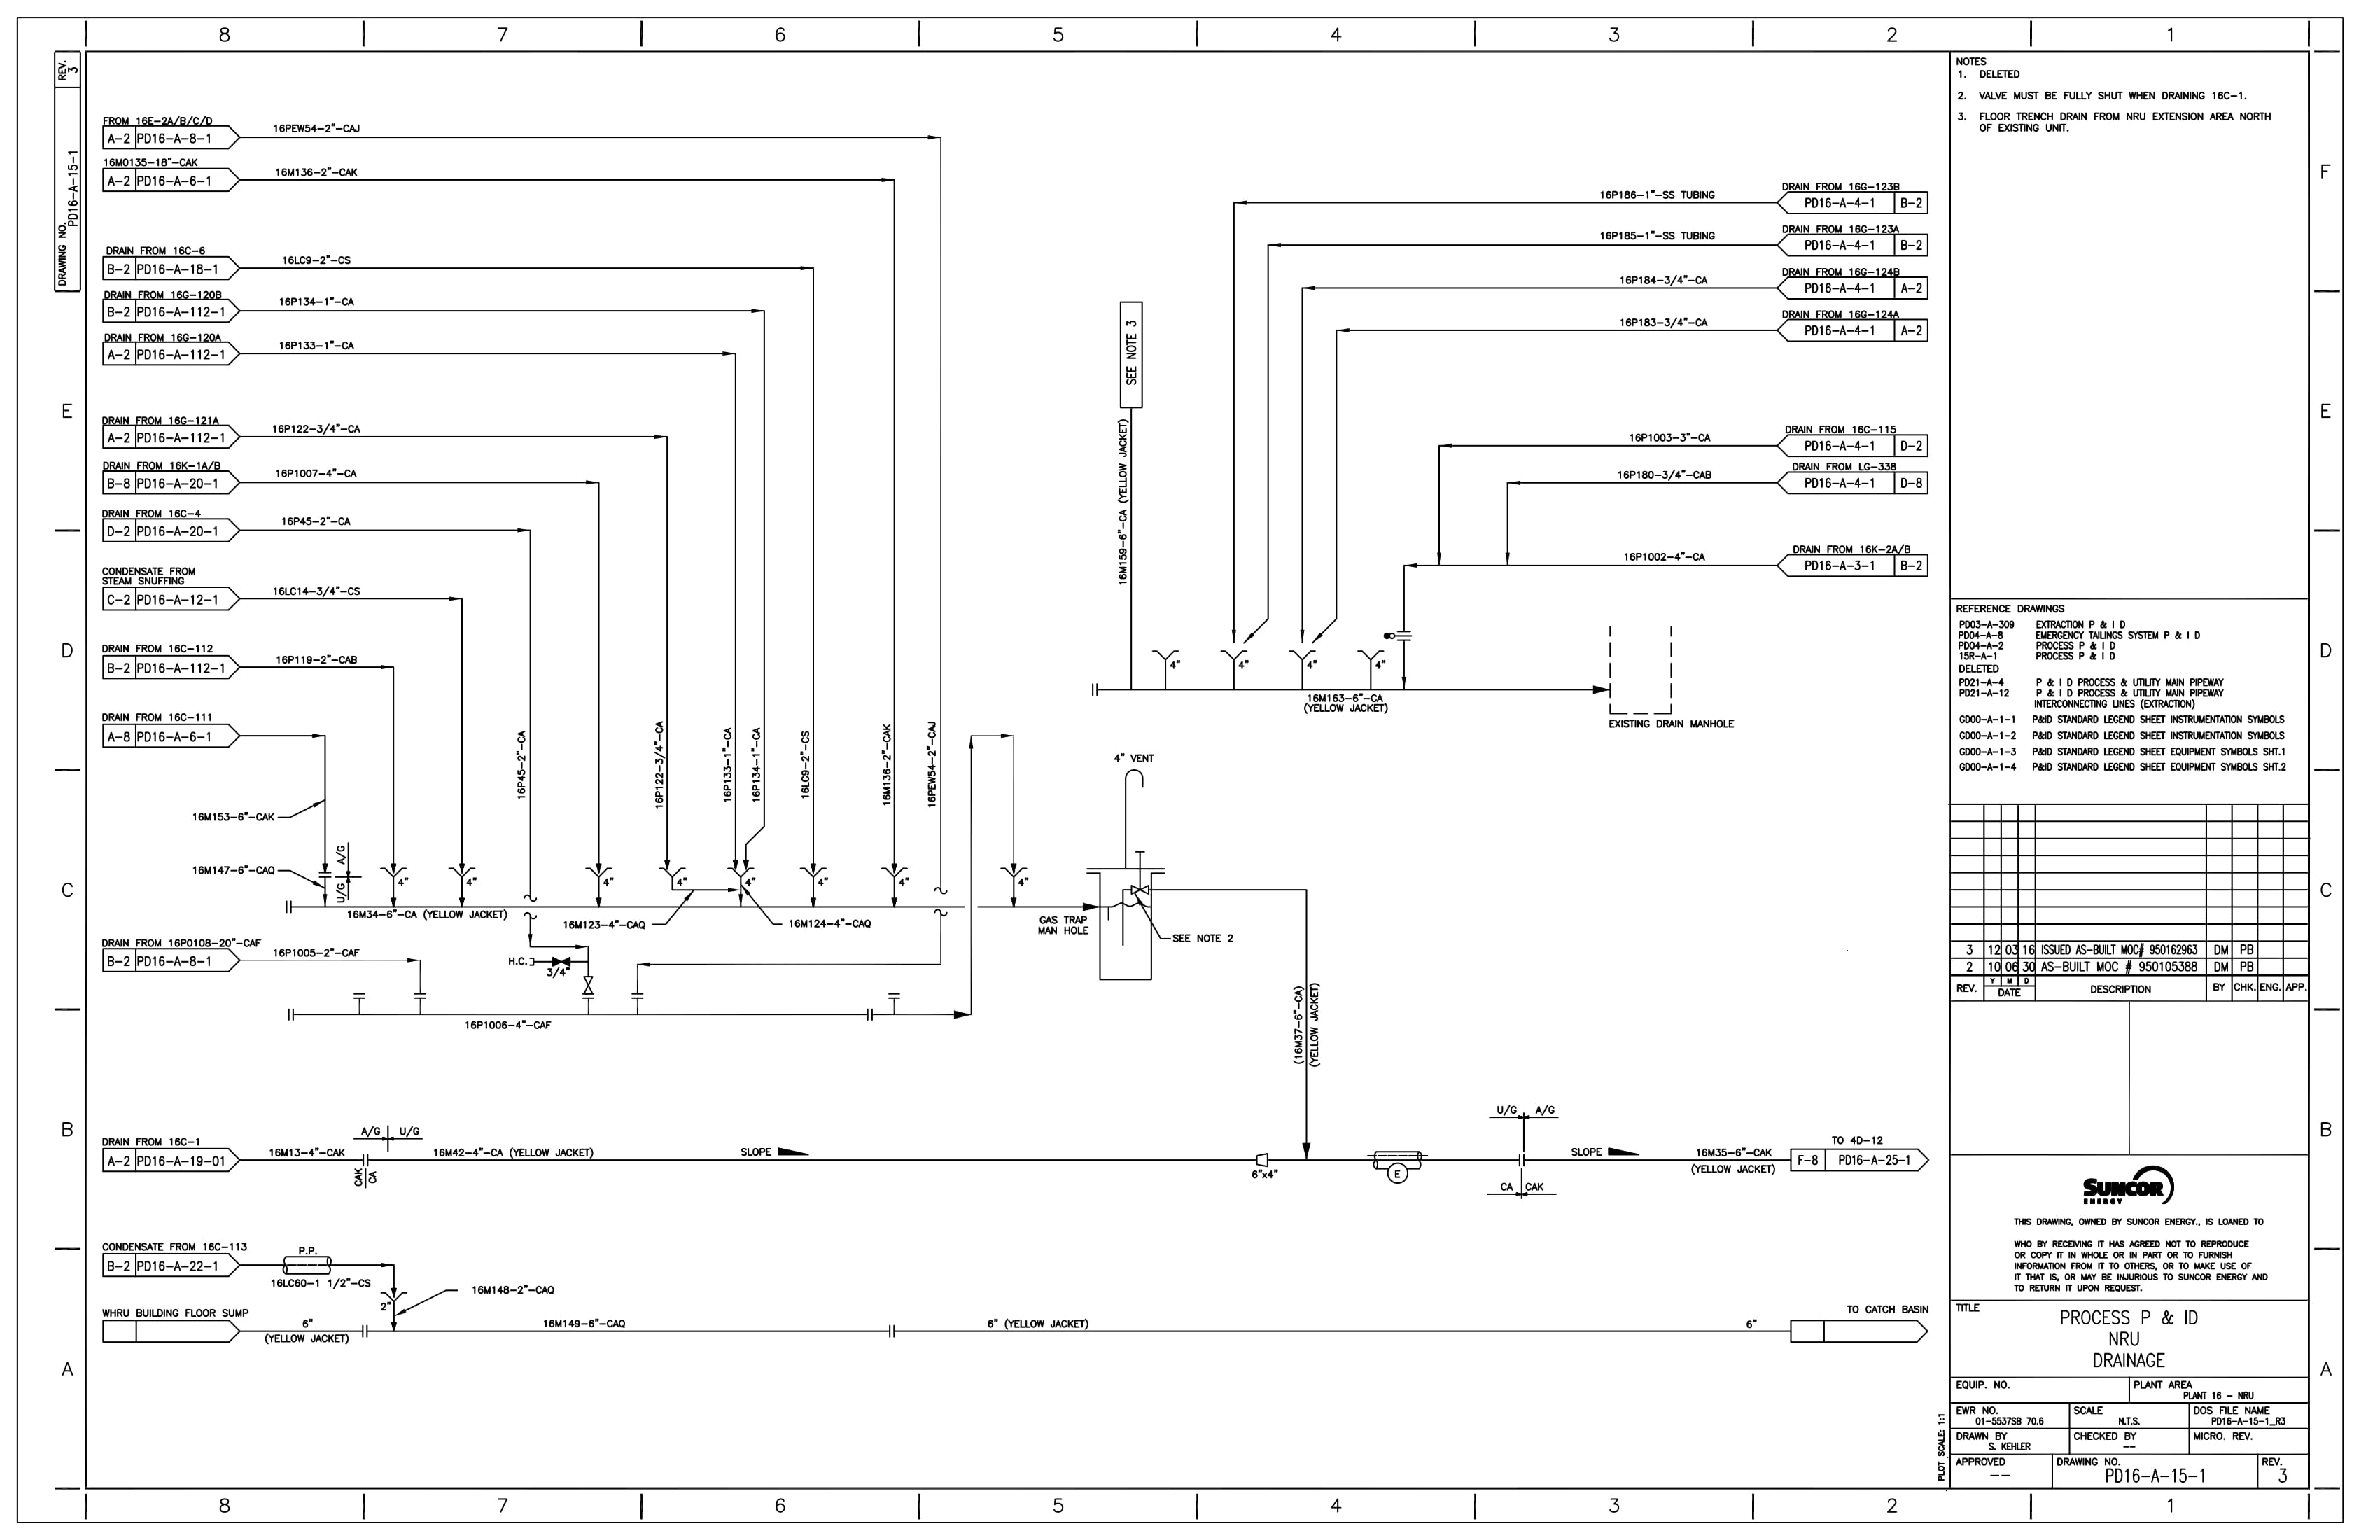 8 7 6 5 4 3 2 1
REV.
3
DRAWING NO.
PD16-A-15-1
F
E
D
C
B
A
FROM 16E-2A/B/C/D
A-2 PD16-A-8-1
16PEW54-2"-CAJ
16M0135-18"-CAK
A-2 PD16-A-6-1
16M136-2"-CAK
DRAIN FROM 16C-6
B-2 PD16-A-18-1
16LC9-2"-CS
DRAIN FROM 16G-120B
B-2 PD16-A-112-1
16P134-1"-CA
DRAIN FROM 16G-120A
A-2 PD16-A-112-1
16P133-1"-CA
DRAIN FROM 16G-121A
A-2 PD16-A-112-1
16P122-3/4"-CA
DRAIN FROM 16K-1A/B
B-8 PD16-A-20-1
16P1007-4"-CA
DRAIN FROM 16C-4
D-2 PD16-A-20-1
16P45-2"-CA
CONDENSATE FROM
STEAM SNUFFING
C-2 PD16-A-12-1
16LC14-3/4"-CS
DRAIN FROM 16C-112
B-2 PD16-A-112-1
16P119-2"-CAB
DRAIN FROM 16C-111
A-8 PD16-A-6-1
16M153-6"-CAK
16M147-6"-CAQ
U/G A/G
16P45-2"-CA
16P122-3/4"-CA
16P133-1"-CA
16P134-1"-CA
16LC9-2"-CS
16M136-2"-CAK
16PEW54-2"-CAJ
4" 4" 4" 4" 4" 4" 4" 4"
16M34-6"-CA (YELLOW JACKET)
16M123-4"-CAQ
16M124-4"-CAQ
DRAIN FROM 16P0108-20"-CAF
B-2 PD16-A-8-1
16P1005-2"-CAF
H.C.
3/4"
16P1006-4"-CAF
4" VENT
GAS TRAP
MAN HOLE
SEE NOTE 2
(16M37-6"-CA)
(YELLOW JACKET)
SEE NOTE 3
16M159-6"-CA (YELLOW JACKET)
16P186-1"-SS TUBING
DRAIN FROM 16G-123B
PD16-A-4-1 B-2
16P185-1"-SS TUBING
DRAIN FROM 16G-123A
PD16-A-4-1 B-2
16P184-3/4"-CA
DRAIN FROM 16G-124B
PD16-A-4-1 A-2
16P183-3/4"-CA
DRAIN FROM 16G-124A
PD16-A-4-1 A-2
16P1003-3"-CA
DRAIN FROM 16C-115
PD16-A-4-1 D-2
16P180-3/4"-CAB
DRAIN FROM LG-338
PD16-A-4-1 D-8
16P1002-4"-CA
DRAIN FROM 16K-2A/B
PD16-A-3-1 B-2
4" 4" 4" 4"
16M163-6"-CA
(YELLOW JACKET)
EXISTING DRAIN MANHOLE
DRAIN FROM 16C-1
A-2 PD16-A-19-01
16M13-4"-CAK
A/G U/G
CAK
CA
16M42-4"-CA (YELLOW JACKET)
SLOPE
6"x4"
E
U/G A/G
CA CAK
SLOPE
16M35-6"-CAK
(YELLOW JACKET)
TO 4D-12
F-8 PD16-A-25-1
CONDENSATE FROM 16C-113
B-2 PD16-A-22-1
P.P.
16LC60-1 1/2"-CS
2"
16M148-2"-CAQ
WHRU BUILDING FLOOR SUMP
6"
(YELLOW JACKET)
16M149-6"-CAQ
6" (YELLOW JACKET)
6"
TO CATCH BASIN
NOTES
1. DELETED
2. VALVE MUST BE FULLY SHUT WHEN DRAINING 16C-1.
3. FLOOR TRENCH DRAIN FROM NRU EXTENSION AREA NORTH
OF EXISTING UNIT.
REFERENCE DRAWINGS
PD03-A-309 EXTRACTION P & I D
PD04-A-8 EMERGENCY TAILINGS SYSTEM P & I D
PD04-A-2 PROCESS P & I D
15R-A-1 PROCESS P & I D
DELETED
PD21-A-4 P & I D PROCESS & UTILITY MAIN PIPEWAY
PD21-A-12 P & I D PROCESS & UTILITY MAIN PIPEWAY
INTERCONNECTING LINES (EXTRACTION)
GD00-A-1-1 P&ID STANDARD LEGEND SHEET INSTRUMENTATION SYMBOLS
GD00-A-1-2 P&ID STANDARD LEGEND SHEET INSTRUMENTATION SYMBOLS
GD00-A-1-3 P&ID STANDARD LEGEND SHEET EQUIPMENT SYMBOLS SHT.1
GD00-A-1-4 P&ID STANDARD LEGEND SHEET EQUIPMENT SYMBOLS SHT.2
3 12 03 16 ISSUED AS-BUILT MOC# 950162963 DM PB
2 10 06 30 AS-BUILT MOC # 950105388 DM PB
REV. Y M D DATE DESCRIPTION BY CHK. ENG. APP.
SUNCOR
ENERGY
THIS DRAWING, OWNED BY SUNCOR ENERGY., IS LOANED TO
WHO BY RECEIVING IT HAS AGREED NOT TO REPRODUCE
OR COPY IT IN WHOLE OR IN PART OR TO FURNISH
INFORMATION FROM IT TO OTHERS, OR TO MAKE USE OF
IT THAT IS, OR MAY BE INJURIOUS TO SUNCOR ENERGY AND
TO RETURN IT UPON REQUEST.
TITLE
PROCESS P & ID
NRU
DRAINAGE
EQUIP. NO.
PLANT AREA
PLANT 16 - NRU
EWR NO.
01-5537SB 70.6
SCALE
N.T.S.
DOS FILE NAME
PD16-A-15-1_R3
DRAWN BY
S. KEHLER
CHECKED BY
--
MICRO. REV.
APPROVED
--
DRAWING NO.
PD16-A-15-1
REV.
3
PLOT SCALE: 1:1
F
E
D
C
B
A
8 7 6 5 4 3 2 1